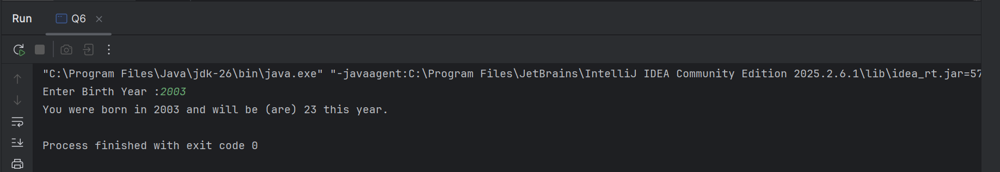 Run Q6
"C:\Program Files\Java\jdk-26\bin\java.exe" "-javaagent:C:\Program Files\JetBrains\IntelliJ IDEA Community Edition 2025.2.6.1\lib\idea_rt.jar=57
Enter Birth Year :2003
You were born in 2003 and will be (are) 23 this year.
Process finished with exit code 0